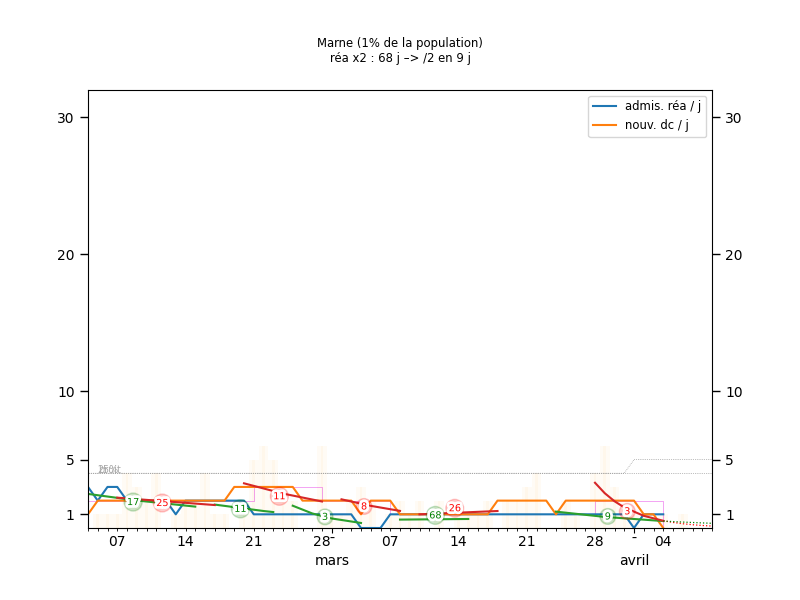 Marne (1% de la population)
réa x2 : 68 j –> /2 en 9 j
admis. réa / j
nouv. dc / j
30 30
20 20
10 10
5 5
1 1
17 25 11 11 3 8 68 26 9 3
07 14 21 28 - 07 14 21 28 - 04
mars avril